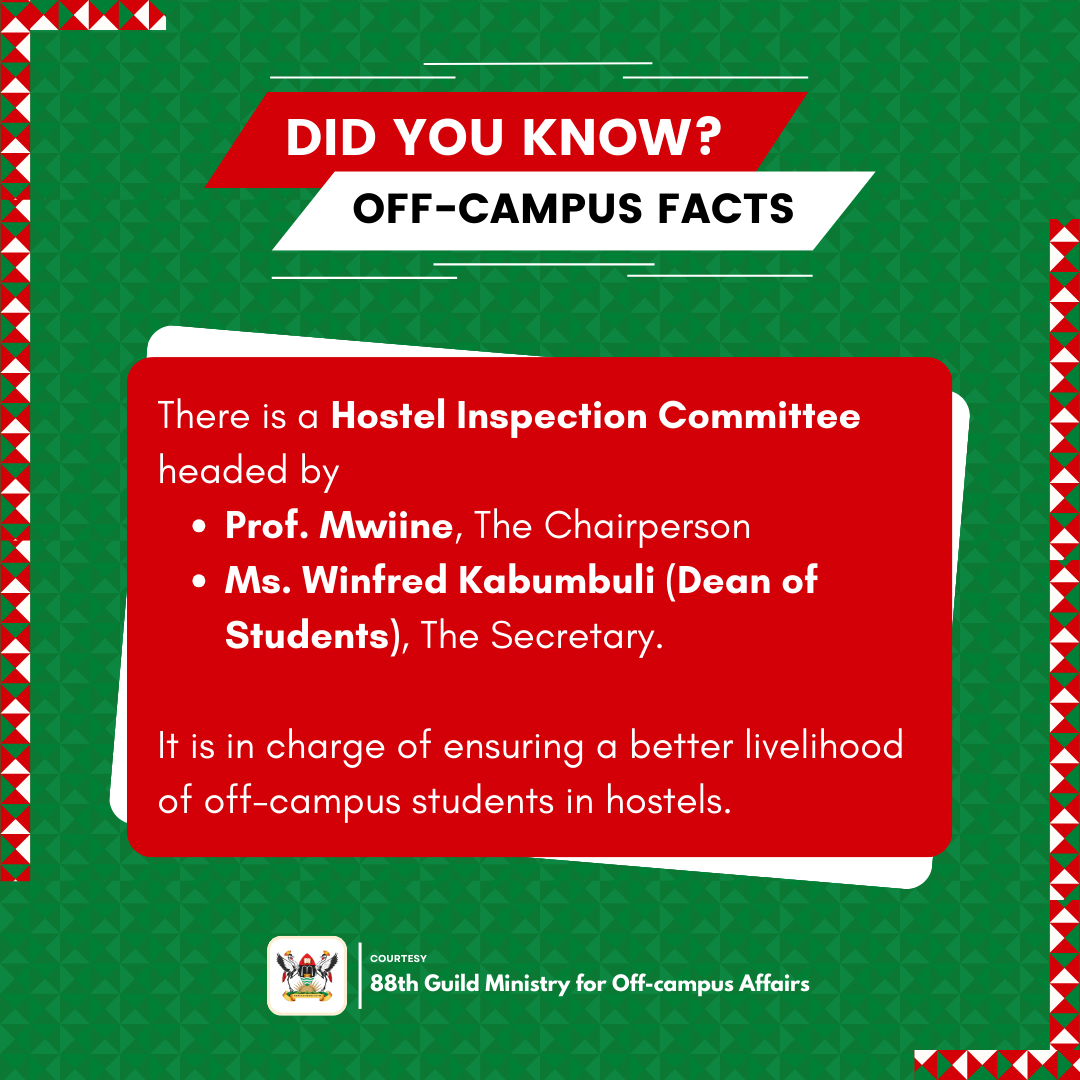 DID YOU KNOW?
OFF-CAMPUS FACTS
There is a Hostel Inspection Committee
headed by
• Prof. Mwiine, The Chairperson
• Ms. Winfred Kabumbuli (Dean of
Students), The Secretary.
It is in charge of ensuring a better livelihood
of off-campus students in hostels.
COURTESY
88th Guild Ministry for Off-campus Affairs